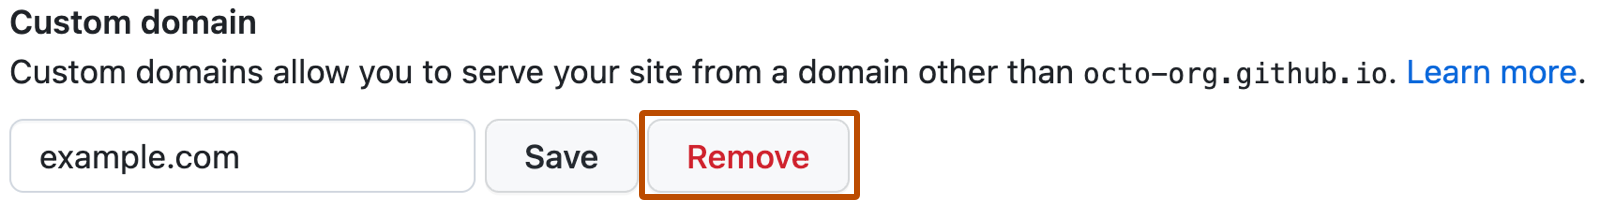 Custom domain
Custom domains allow you to serve your site from a domain other than octo-org.github.io. Learn more.
example.com Save Remove